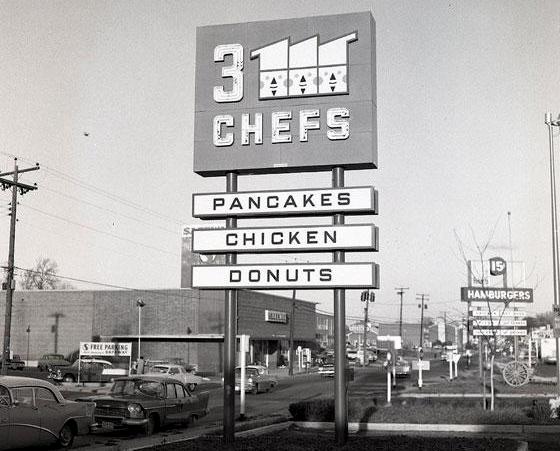 3
CHEFS
PANCAKES
CHICKEN
DONUTS
FREE PARKING
15¢
HAMBURGERS